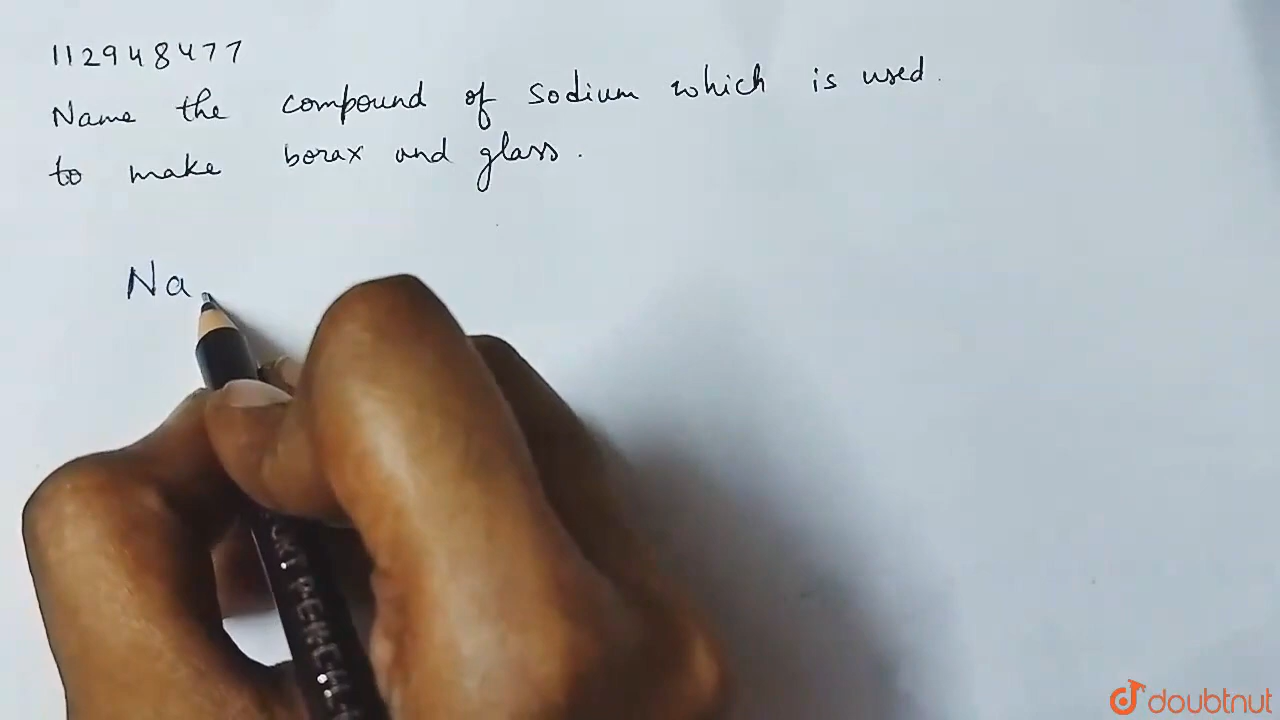 112948477
Name the compound of sodium which is used
to make borax and glass.
Na
doubtnut